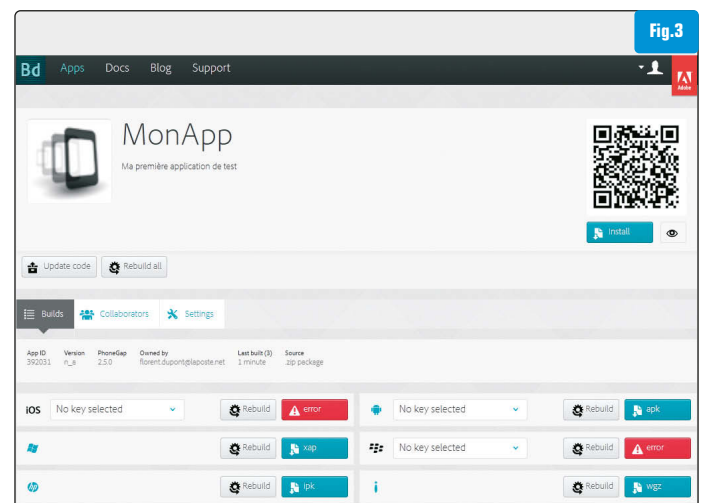 Fig.3
Bd Apps Docs Blog Support
Adobe
MonApp
Ma première application de test
Install
Update code Rebuild all
Builds Collaborators Settings
App ID Version PhoneGap Owned by Last built (3) Source
392031 n_a 2.5.0 florent.dupont@laposte.net 1 minute .zip package
iOS No key selected Rebuild error No key selected Rebuild apk
Rebuild xap No key selected Rebuild error
hp Rebuild ipk i Rebuild wgz